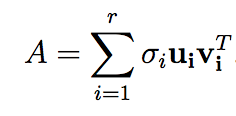 $A = \sum_{i=1}^{r} \sigma_i \mathbf{u_i} \mathbf{v_i}^T$.